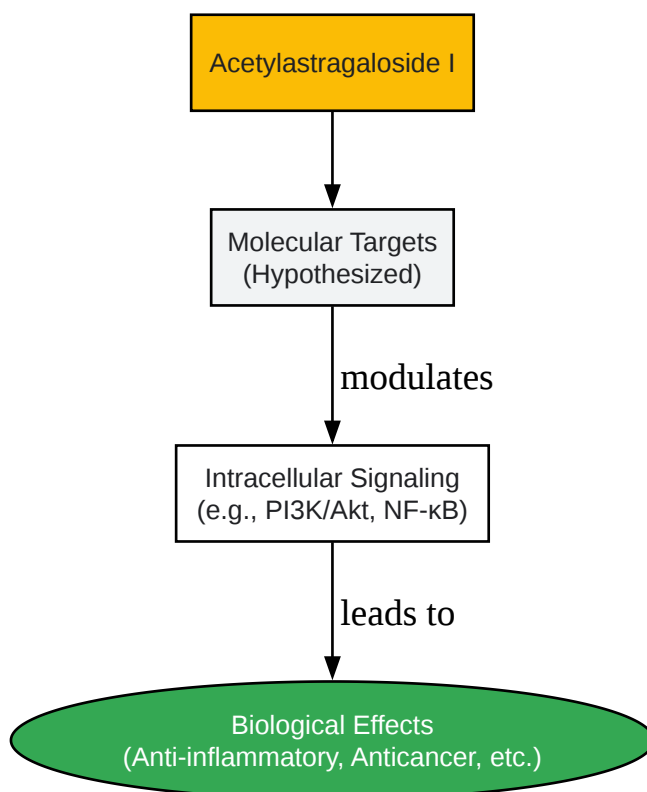 Acetylastragaloside I
Molecular Targets
(Hypothesized)
modulates
Intracellular Signaling
(e.g., PI3K/Akt, NF-κB)
leads to
Biological Effects
(Anti-inflammatory, Anticancer, etc.)